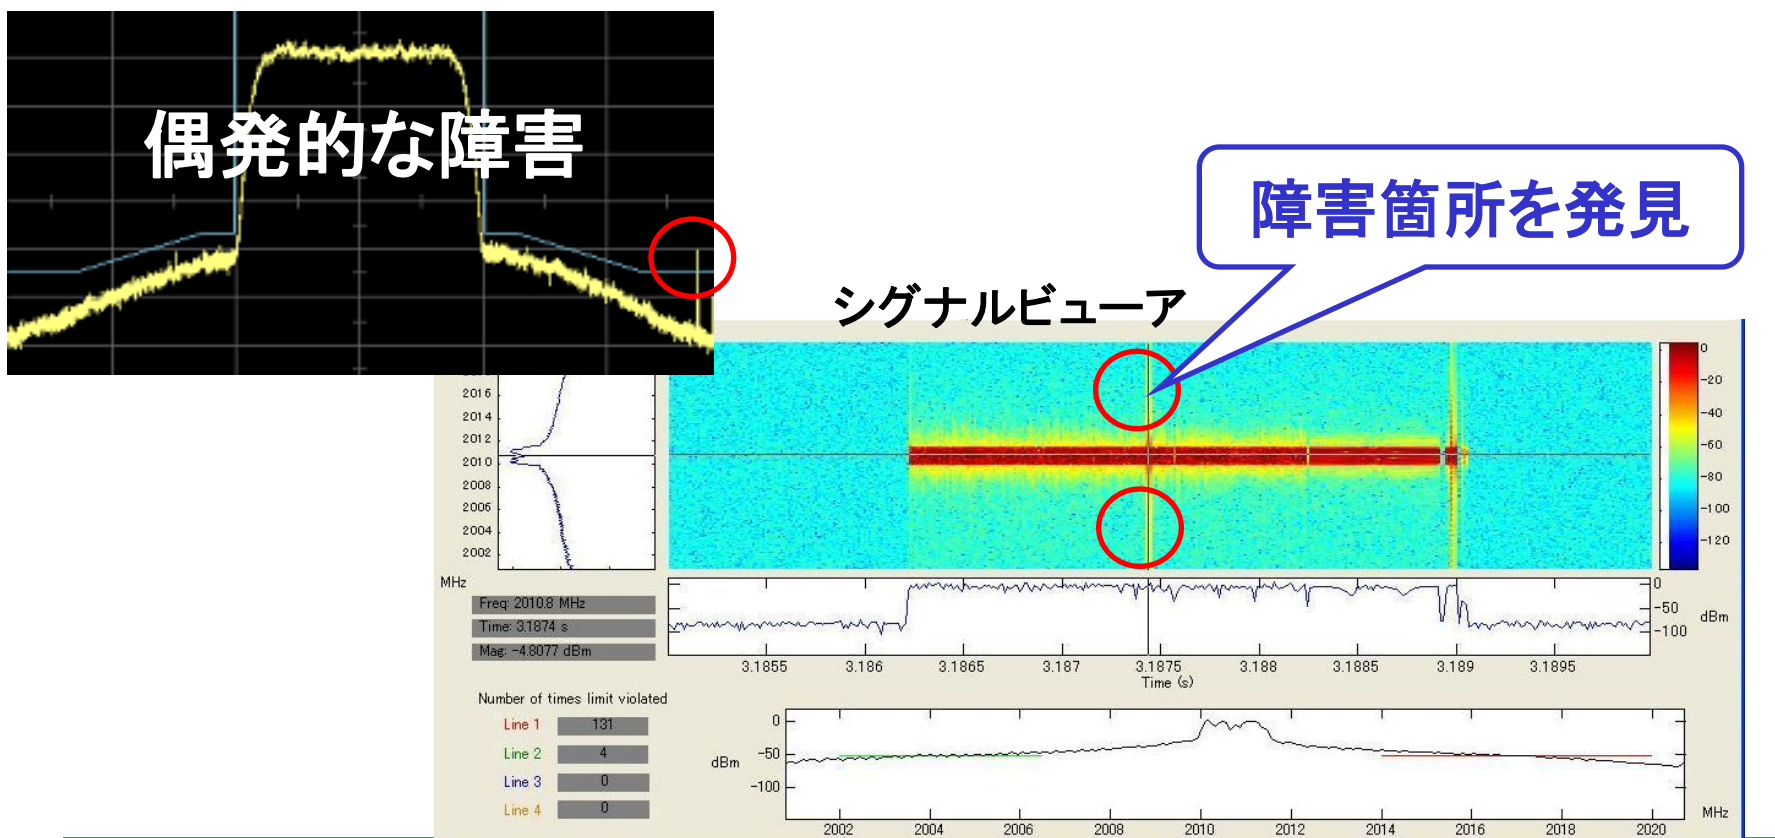 偶発的な障害
障害箇所を発見
シグナルビューア
2016
2014
2012
2010
2008
2006
2004
2002
MHz
0
-20
-40
-60
-80
-100
-120
Freq: 2010.8 MHz
Time: 3.1874 s
Mag: -4.8077 dBm
0
-50
-100
dBm
3.1855 3.186 3.1865 3.187 3.1875 3.188 3.1885 3.189 3.1895
Time (s)
Number of times limit violated
Line 1 131
Line 2 4
Line 3 0
Line 4 0
0
-50
-100
dBm
2002 2004 2006 2008 2010 2012 2014 2016 2018 2020
MHz